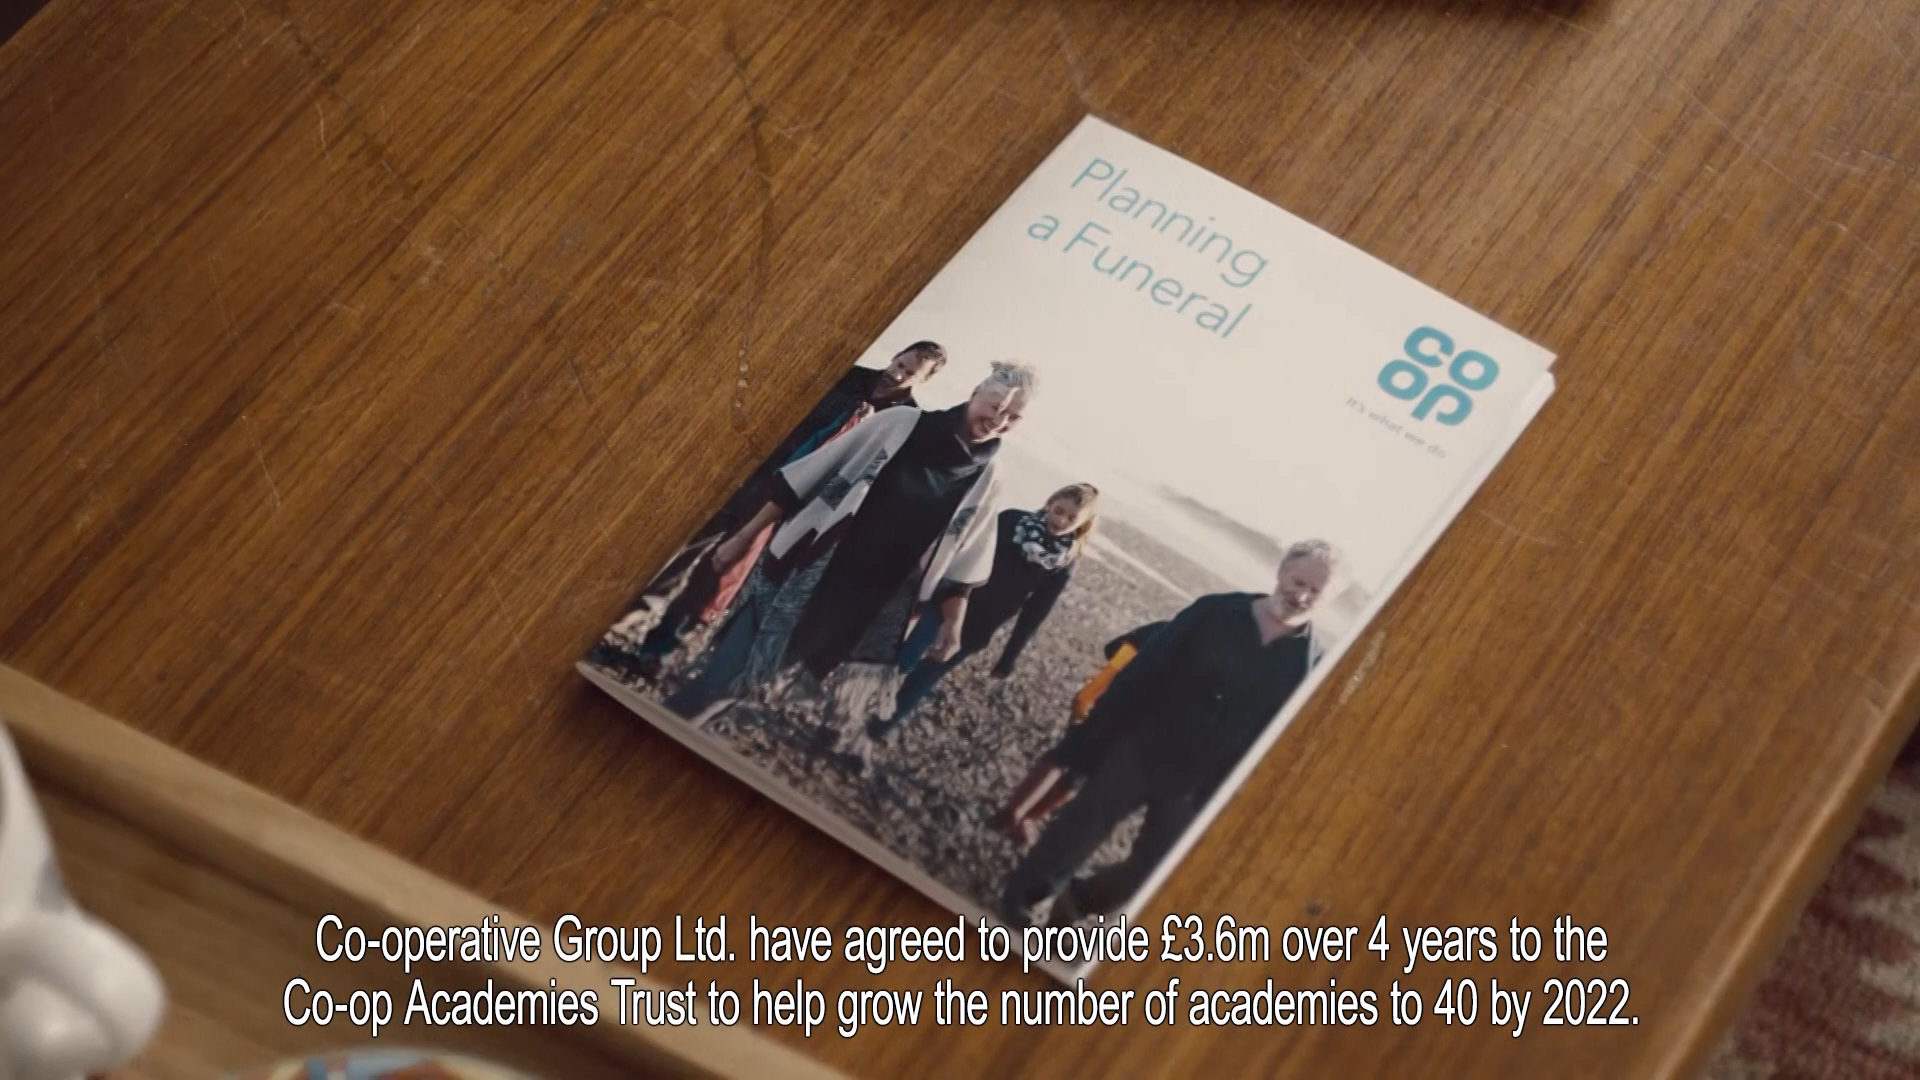 Planning
a Funeral
co
op
It's what we do
Co-operative Group Ltd. have agreed to provide £3.6m over 4 years to the
Co-op Academies Trust to help grow the number of academies to 40 by 2022.